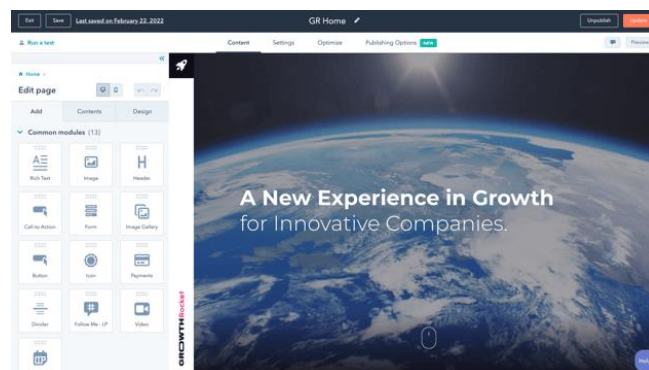 Exit
Save
Last saved on February 22, 2022
GR Home
Unpublish
Update
Run a test
Content
Settings
Optimize
Publishing Options NEW
Preview
Home
Edit page
Add
Contents
Design
Common modules (13)
Rich Text
Image
Header
Call-to-Action
Form
Image Gallery
Button
Icon
Payments
Divider
Follow Me - LP
Video
GROWTHRocket
A New Experience in Growth
for Innovative Companies.
Help